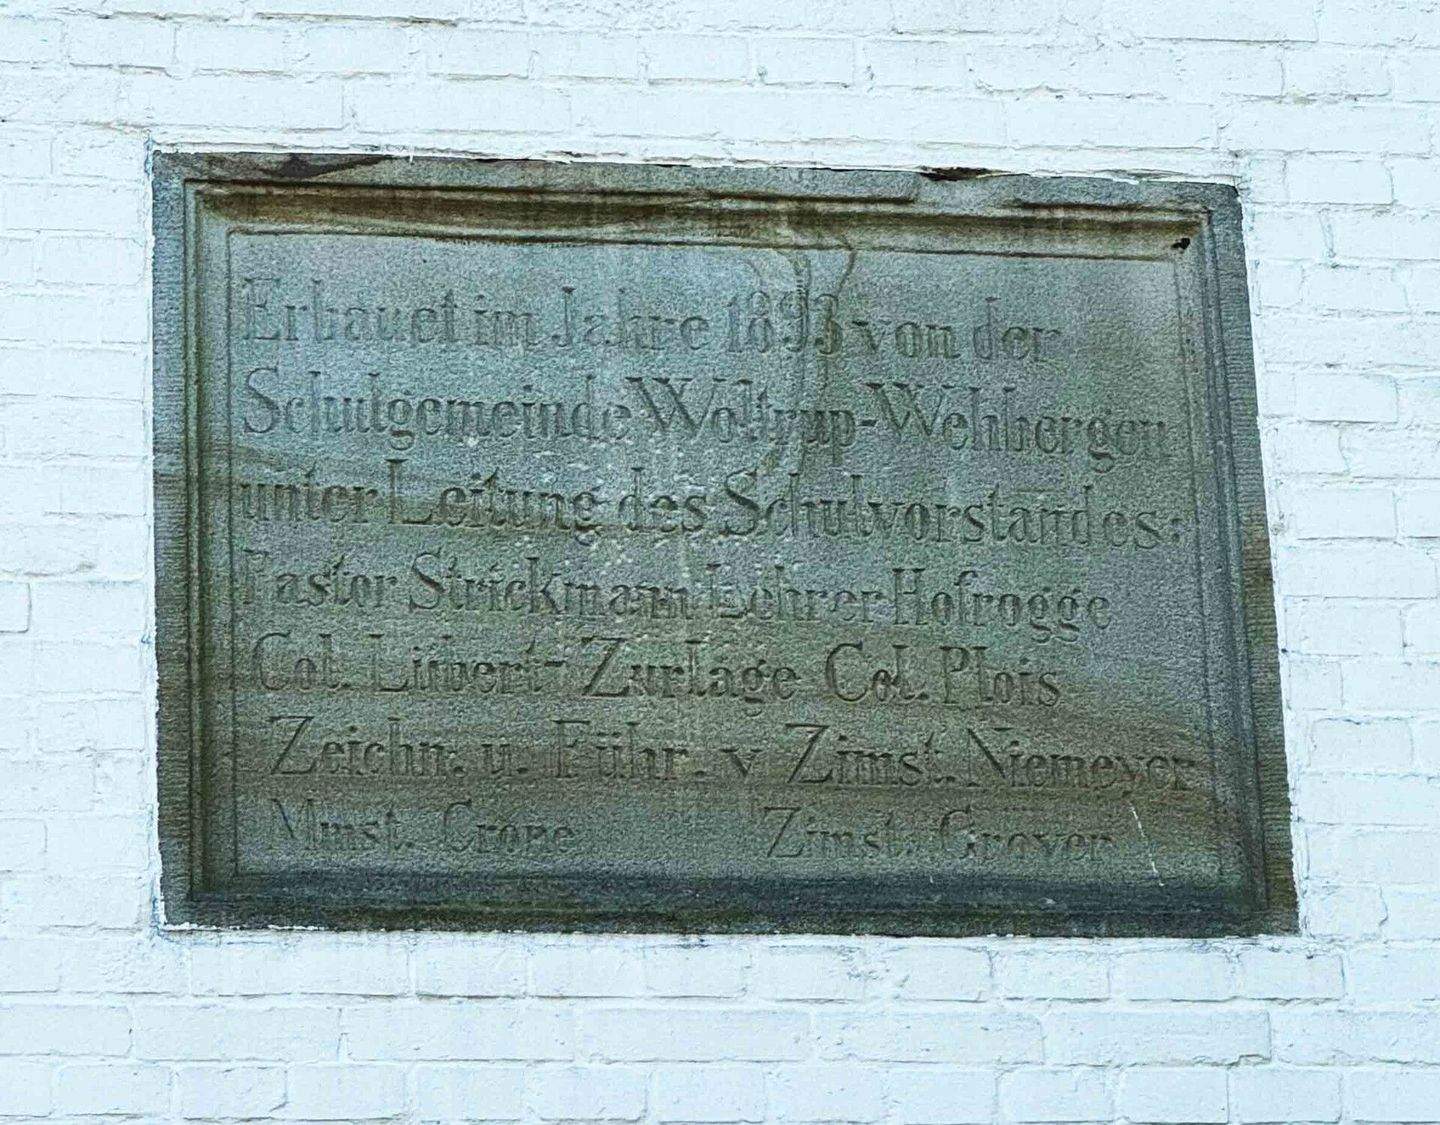 Erbauet im Jahre 1893 von der
Schulgemeinde Woltrup-Wehbergen
unter Leitung des Schulvorstandes:
Pastor Strickmann Lehrer Hofrogge
Col. Lübert-Zurlage Col. Plois
Zeichn. u. Führ. v Zimst. Niemeyer
Mmst. Crone Zimst. Grover